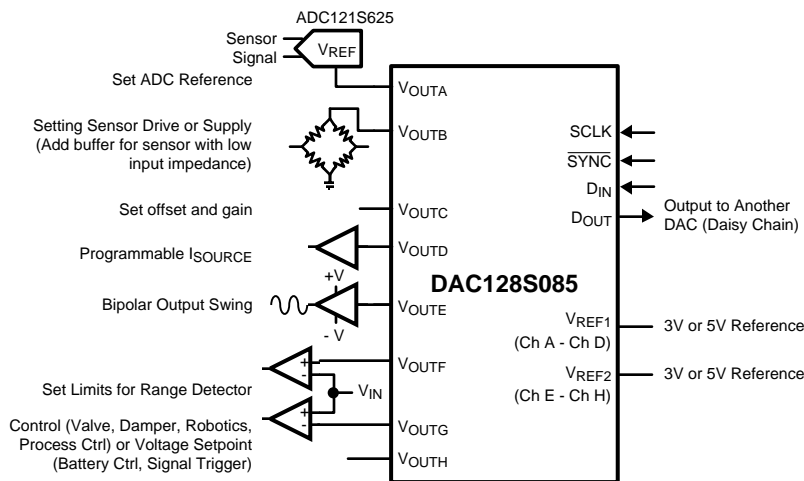 ADC121S625
Sensor
Signal
VREF
Set ADC Reference
VOUTA
Setting Sensor Drive or Supply
(Add buffer for sensor with low
input impedance)
VOUTB
Set offset and gain
VOUTC
Programmable ISOURCE
VOUTD
+V
Bipolar Output Swing
- V
VOUTE
VOUTF
+
-
Set Limits for Range Detector
VIN
+
-
VOUTG
Control (Valve, Damper, Robotics,
Process Ctrl) or Voltage Setpoint
(Battery Ctrl, Signal Trigger)
VOUTH
DAC128S085
SCLK
SYNC
DIN
DOUT
Output to Another
DAC (Daisy Chain)
VREF1
(Ch A - Ch D)
3V or 5V Reference
VREF2
(Ch E - Ch H)
3V or 5V Reference